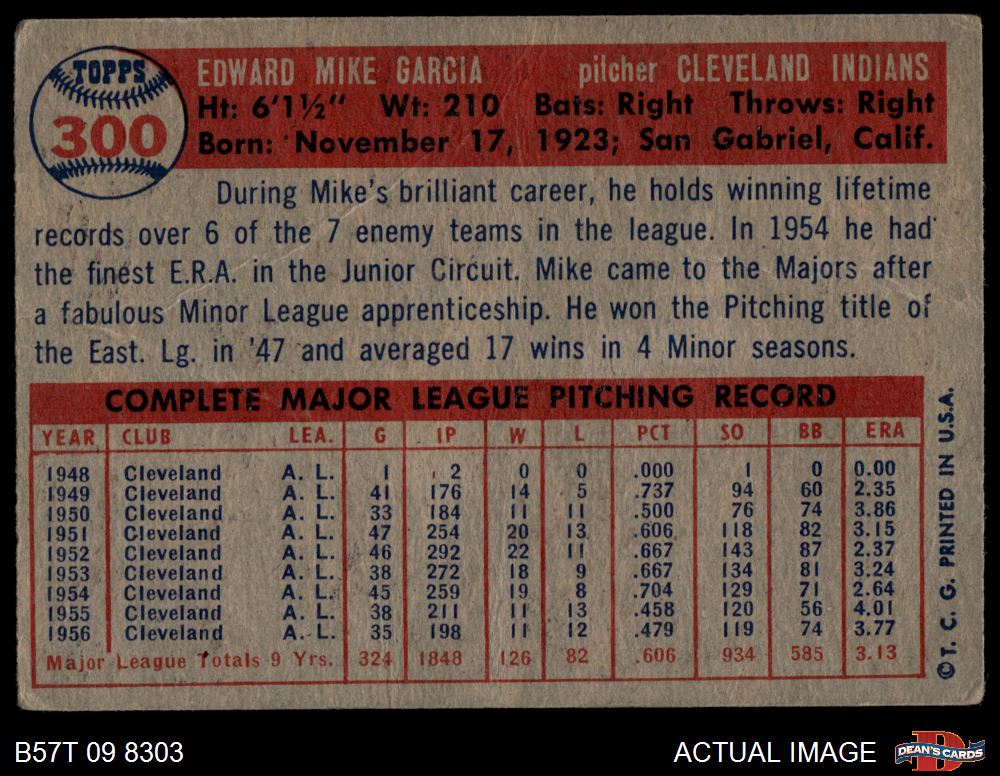 TOPPS
300
EDWARD MIKE GARCIA pitcher CLEVELAND INDIANS
Ht: 6'1½" Wt: 210 Bats: Right Throws: Right
Born: November 17, 1923; San Gabriel, Calif.
During Mike's brilliant career, he holds winning lifetime
records over 6 of the 7 enemy teams in the league. In 1954 he had
the finest E.R.A. in the Junior Circuit. Mike came to the Majors after
a fabulous Minor League apprenticeship. He won the Pitching title of
the East. Lg. in '47 and averaged 17 wins in 4 Minor seasons.
COMPLETE MAJOR LEAGUE PITCHING RECORD
YEAR CLUB LEA. G IP W L PCT SO BB ERA
1948 Cleveland A. L. 1 2 0 0 .000 1 0 0.00
1949 Cleveland A. L. 41 176 14 5 .737 94 60 2.35
1950 Cleveland A. L. 33 184 11 11 .500 76 74 3.86
1951 Cleveland A. L. 47 254 20 13 .606 118 82 3.15
1952 Cleveland A. L. 46 292 22 11 .667 143 87 2.37
1953 Cleveland A. L. 38 272 18 9 .667 134 81 3.24
1954 Cleveland A. L. 45 259 19 8 .704 129 71 2.64
1955 Cleveland A. L. 38 211 11 13 .458 120 56 4.01
1956 Cleveland A. L. 35 198 11 12 .479 119 74 3.77
Major League Totals 9 Yrs. 324 1848 126 82 .606 934 585 3.13
© T. C. G. PRINTED IN U.S.A.
B57T 09 8303
ACTUAL IMAGE
DEAN'S CARDS